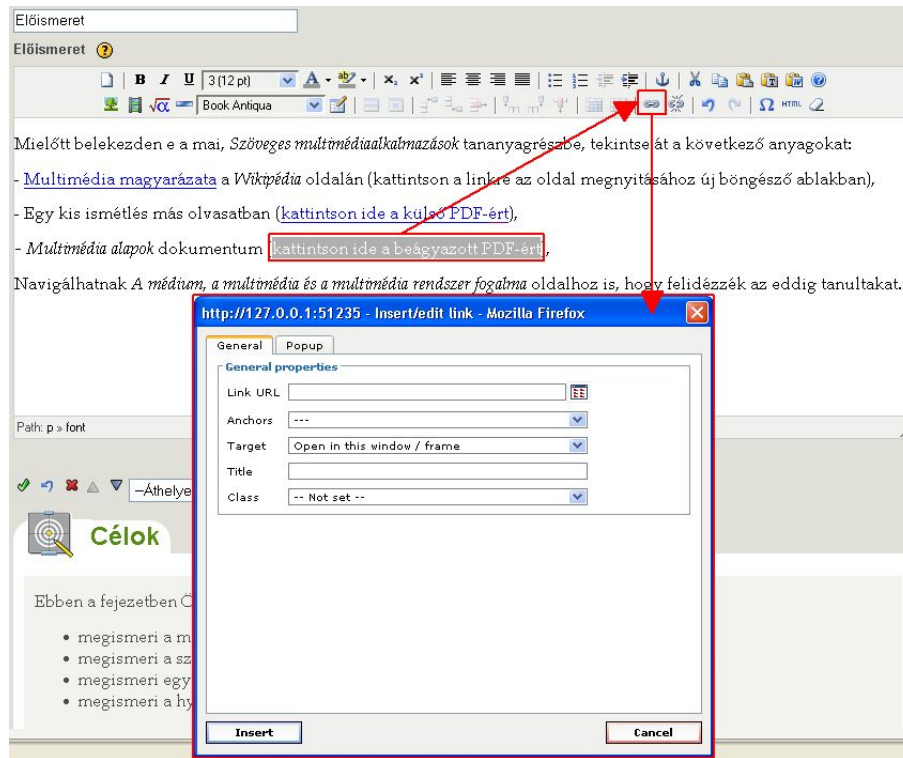 Előismeret
Előismeret
B I U 3 (12 pt) A
Book Antiqua HTML
Mielőtt belekezden e a mai, Szöveges multimédiaalkalmazások tananyagrészbe, tekintse át a következő anyagokat:
- Multimédia magyarázata a Wikipédia oldalán (kattintson a linkre az oldal megnyitásához új böngésző ablakban),
- Egy kis ismétlés más olvasatban (kattintson ide a külső PDF-ért),
- Multimédia alapok dokumentum (kattintson ide a beágyazott PDF-ért),
Navigálhatnak A médium, a multimédia és a multimédia rendszer fogalma oldalhoz is, hogy felidézzék az eddig tanultakat.
http://127.0.0.1:51235 - Insert/edit link - Mozilla Firefox
General Popup
General properties
Link URL
Anchors ---
Target Open in this window / frame
Title
Class -- Not set --
Insert Cancel
Path: p » font
–Áthelye
Célok
Ebben a fejezetben Ö
• megismeri a m
• megismeri a sz
• megismeri egy
• megismeri a hy